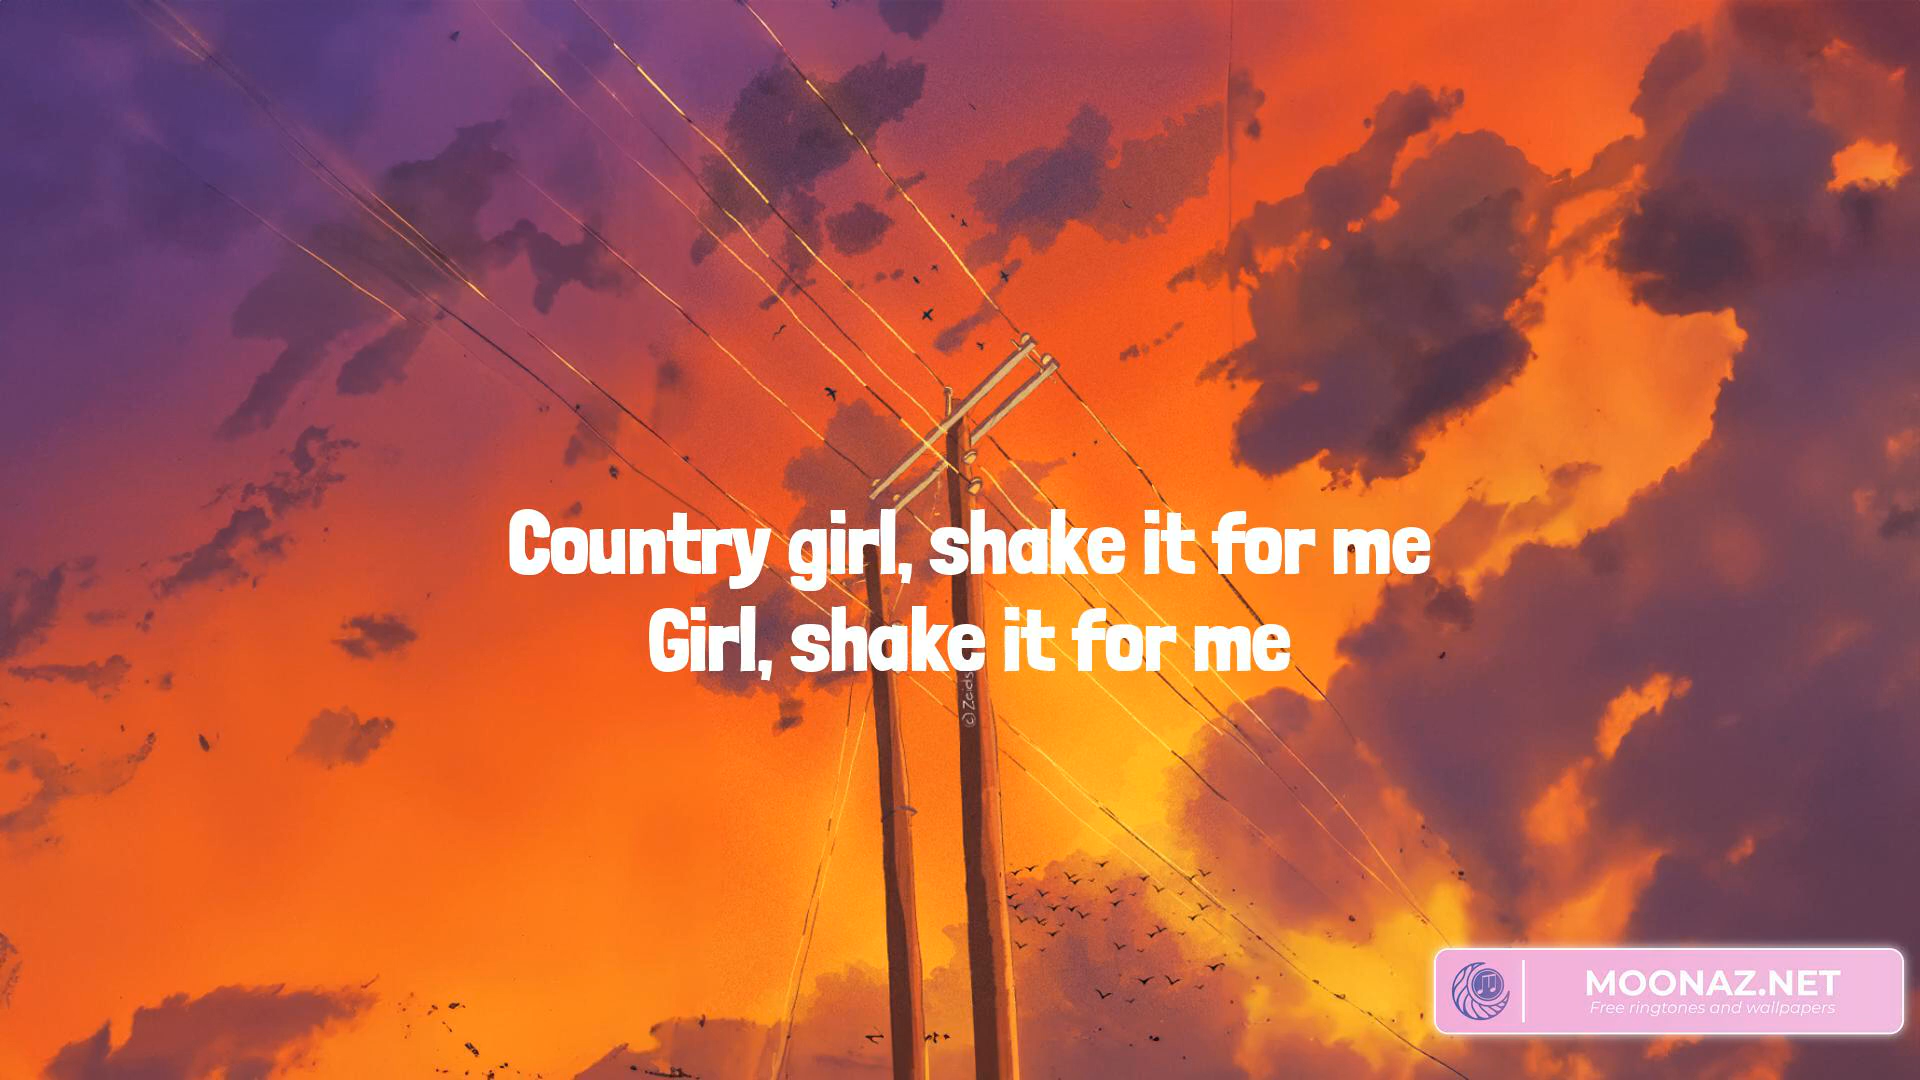 Country girl, shake it for me
Girl, shake it for me
MOONAZ.NET
Free ringtones and wallpapers